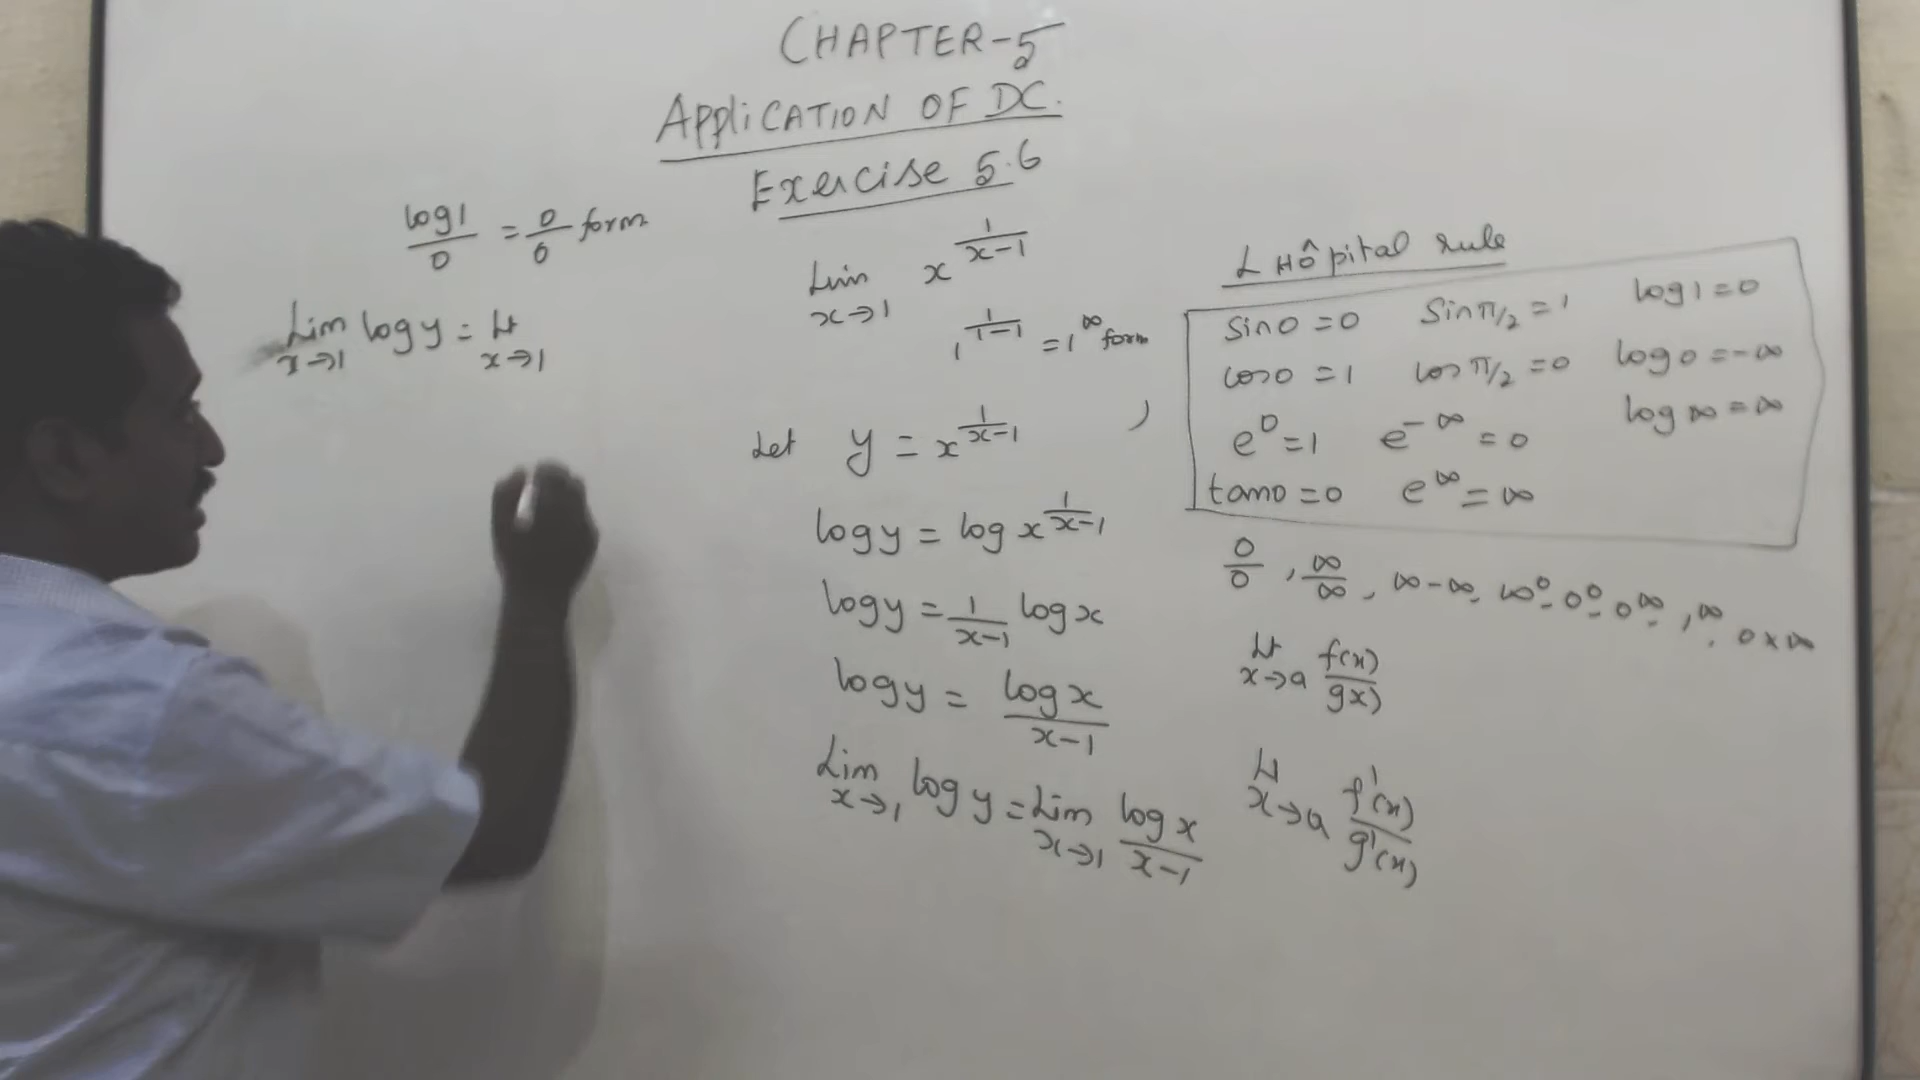 CHAPTER-5
APPliCATION OF DC.
Exercise 5.6
log1/0 = 0/0 form
Lim x→1 log y = Lt x→1
Lim x→1 x^(1/(x-1))
1^(1/(1-1)) = 1^∞ form
Let y = x^(1/(x-1))
log y = log x^(1/(x-1))
log y = 1/(x-1) log x
log y = log x/(x-1)
Lim x→1 log y = Lim x→1 log x/(x-1)
L Hôpital rule
Sin0 = 0 Sin π/2 = 1 log1 = 0
cos0 = 1 cos π/2 = 0 log0 = -∞
e^0 = 1 e^-∞ = 0 log ∞ = ∞
tan0 = 0 e^∞ = ∞
0/0, ∞/∞, ∞-∞, ∞^0, 0^0, 0^∞, 1^∞, 0×∞
Lt x→a f(x)/g(x)
Lt x→a f'(x)/g'(x)